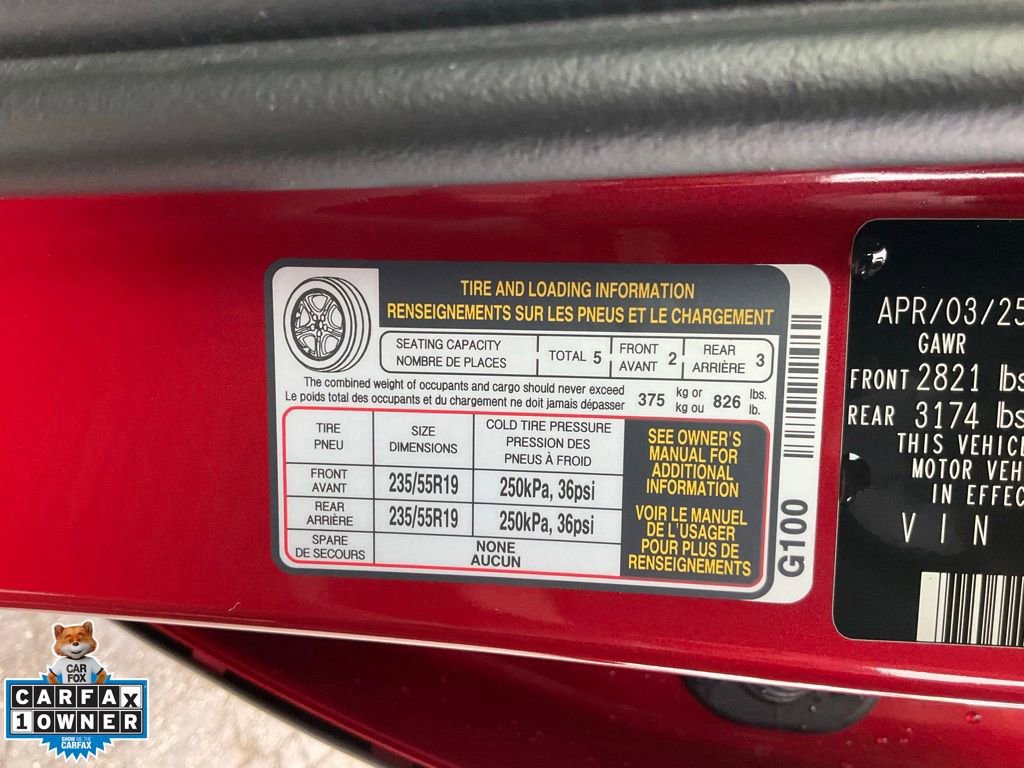 TIRE AND LOADING INFORMATION
RENSEIGNEMENTS SUR LES PNEUS ET LE CHARGEMENT
SEATING CAPACITY
NOMBRE DE PLACES
TOTAL 5
FRONT
AVANT 2
REAR
ARRIÈRE 3
The combined weight of occupants and cargo should never exceed 375 kg or 826 lbs.
Le poids total des occupants et du chargement ne doit jamais dépasser kg ou lb.
TIRE
PNEU
SIZE
DIMENSIONS
COLD TIRE PRESSURE
PRESSION DES
PNEUS À FROID
FRONT
AVANT
235/55R19
250kPa, 36psi
REAR
ARRIÈRE
235/55R19
250kPa, 36psi
SPARE
DE SECOURS
NONE
AUCUN
SEE OWNER'S
MANUAL FOR
ADDITIONAL
INFORMATION
VOIR LE MANUEL
DE L'USAGER
POUR PLUS DE
RENSEIGNEMENTS
G100
APR/03/25
GAWR
FRONT 2821 lbs
REAR 3174 lbs
THIS VEHICL
MOTOR VEH
IN EFFEC
VIN
CAR
FOX
CARFAX
1 OWNER
SHOW ME THE
CARFAX